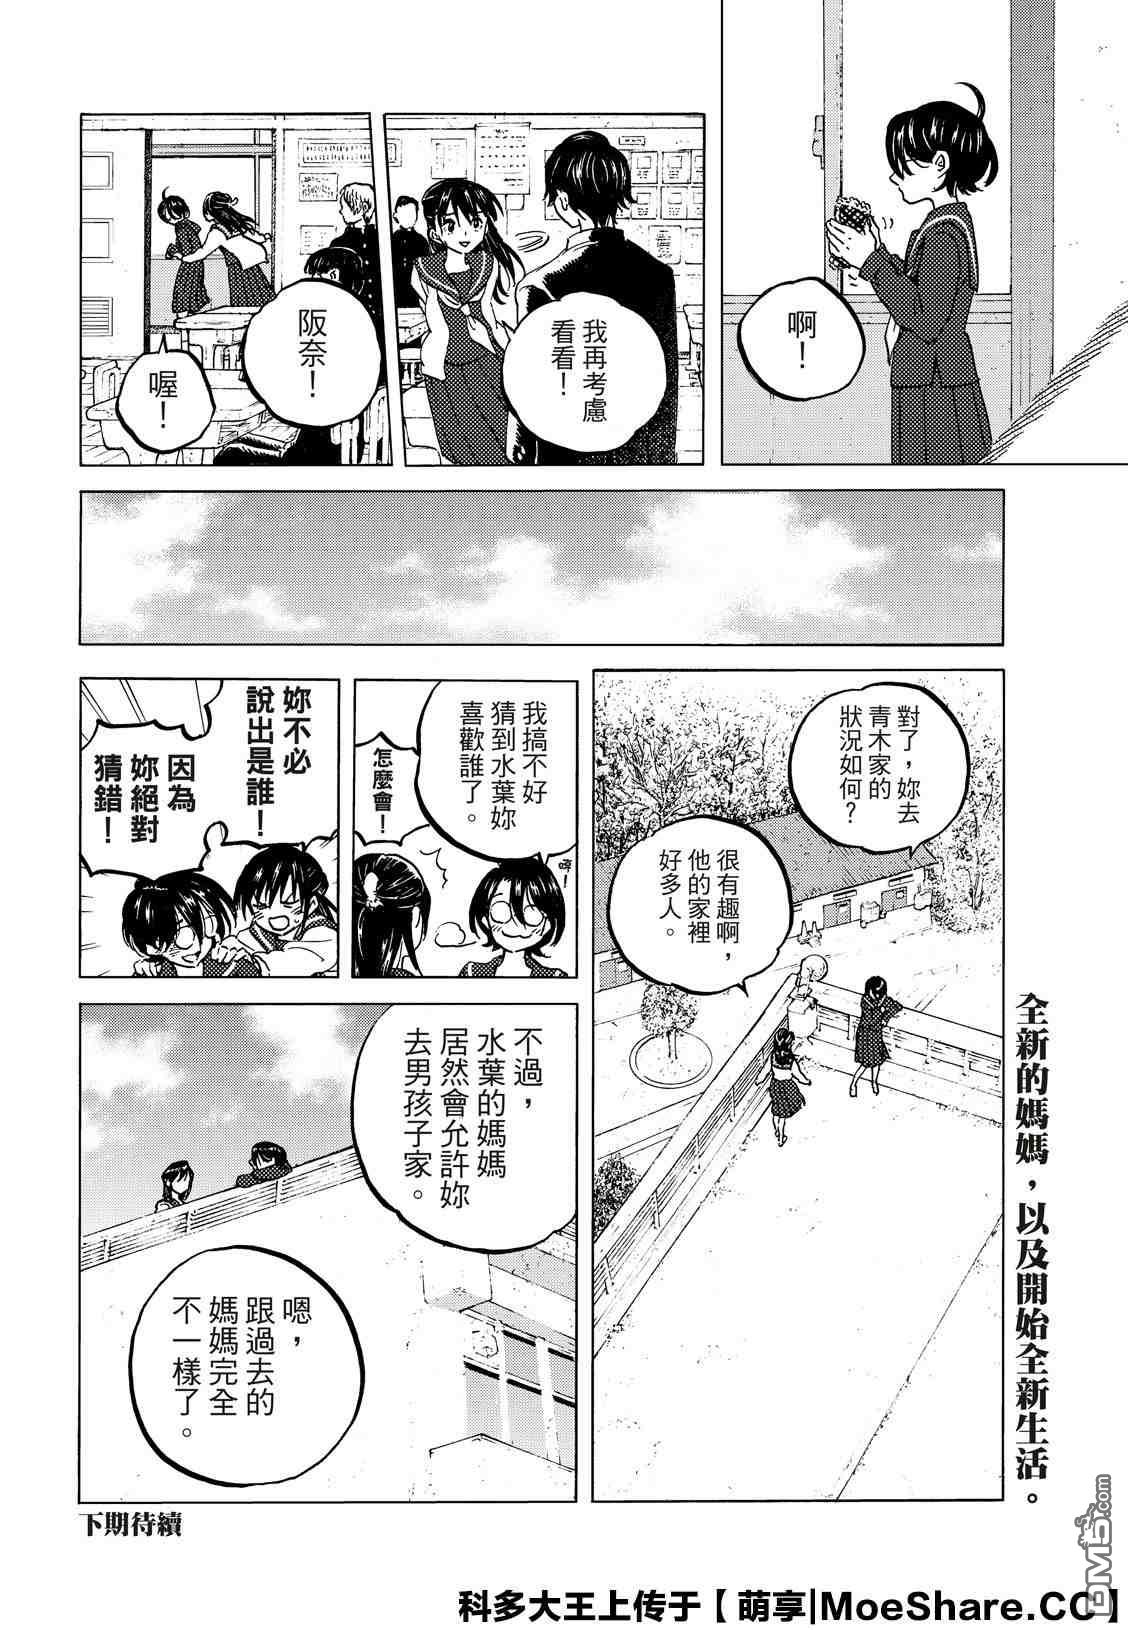 啊！
我再考慮
看看！
阪奈！
喔！
對了，妳去
青木家的
狀況如何？
很有趣啊，
他的家裡
好多人。
我搞不好
猜到水葉妳
喜歡誰了。
怎麼會！
妳不必
說出是誰！
因為
妳絕對
猜錯！
不過，
水葉的媽媽
居然會允許妳
去男孩子家。
嗯，
跟過去的
媽媽完全
不一樣了。
全新的媽媽，以及開始全新生活。
下期待續
DM5.com
科多大王上传于【萌享|MoeShare.CC】